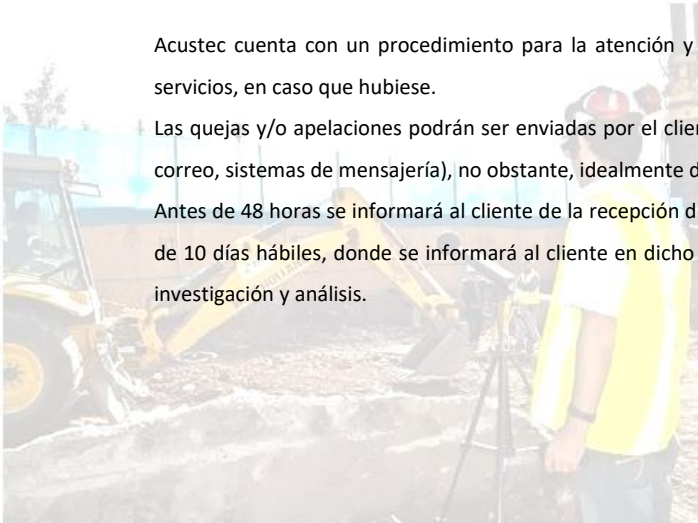 Acustec cuenta con un procedimiento para la atención y
servicios, en caso que hubiese.
Las quejas y/o apelaciones podrán ser enviadas por el clien
correo, sistemas de mensajería), no obstante, idealmente d
Antes de 48 horas se informará al cliente de la recepción d
de 10 días hábiles, donde se informará al cliente en dicho
investigación y análisis.